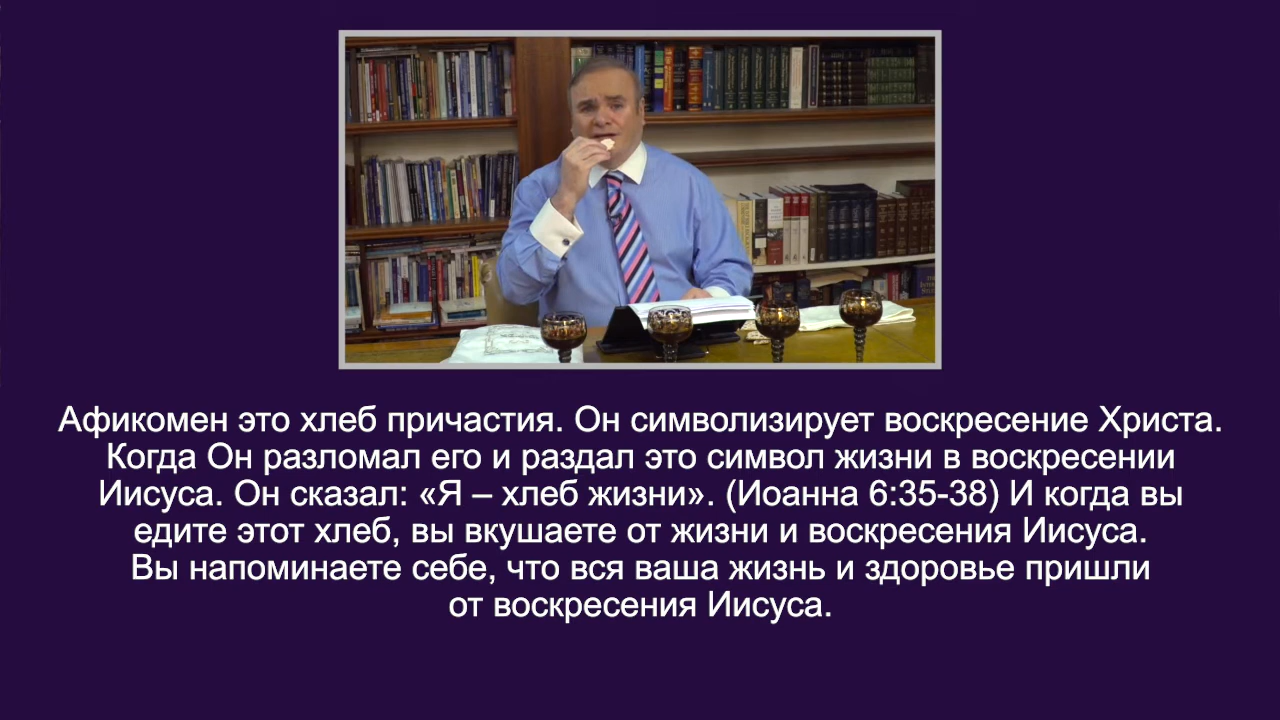 Афикомен это хлеб причастия. Он символизирует воскресение Христа.
Когда Он разломал его и раздал это символ жизни в воскресении
Иисуса. Он сказал: «Я – хлеб жизни». (Иоанна 6:35-38) И когда вы
едите этот хлеб, вы вкушаете от жизни и воскресения Иисуса.
Вы напоминаете себе, что вся ваша жизнь и здоровье пришли
от воскресения Иисуса.